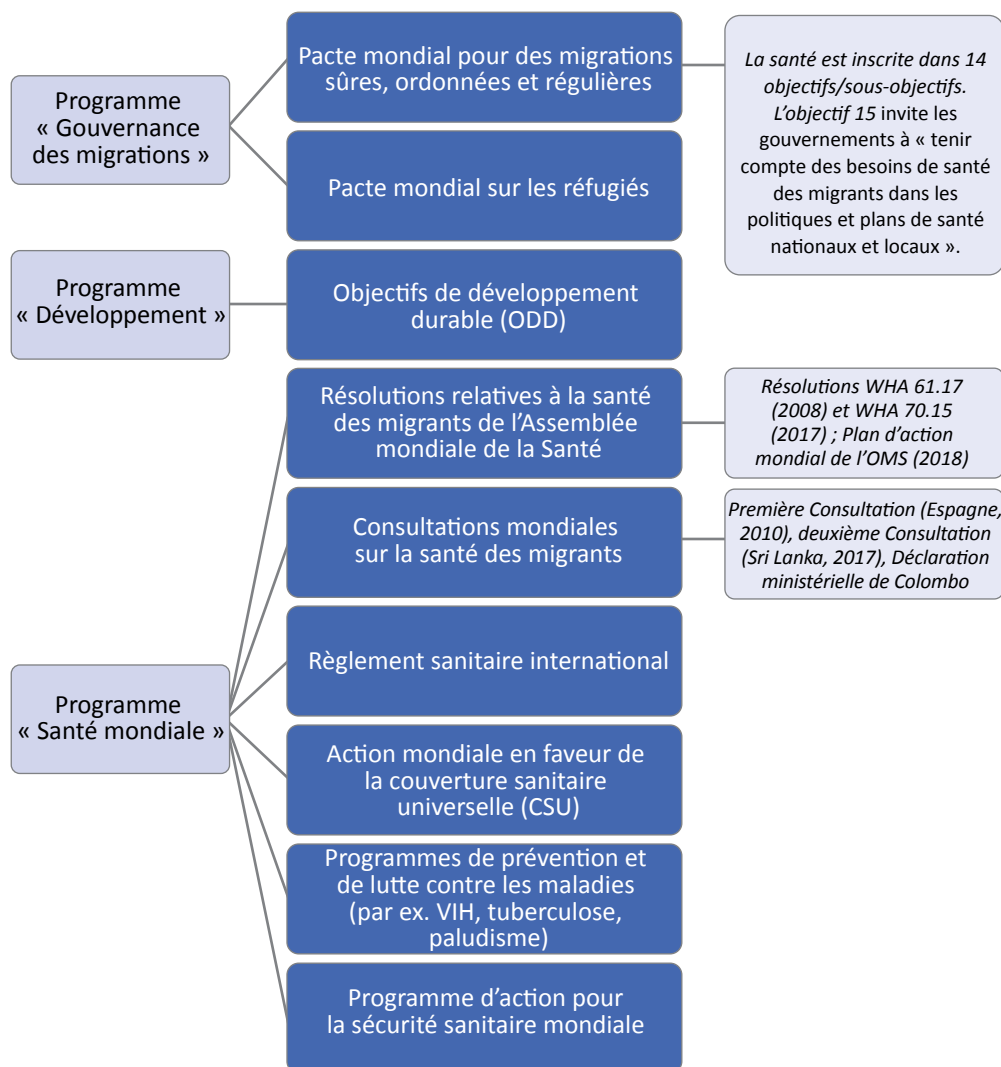 Programme
« Gouvernance
des migrations »
Pacte mondial pour des migrations
sûres, ordonnées et régulières
La santé est inscrite dans 14
objectifs/sous-objectifs.
L’objectif 15 invite les
gouvernements à « tenir
compte des besoins de santé
des migrants dans les
politiques et plans de santé
nationaux et locaux ».
Pacte mondial sur les réfugiés
Programme
« Développement »
Objectifs de développement
durable (ODD)
Programme
« Santé mondiale »
Résolutions relatives à la santé
des migrants de l’Assemblée
mondiale de la Santé
Résolutions WHA 61.17
(2008) et WHA 70.15
(2017) ; Plan d’action
mondial de l’OMS (2018)
Consultations mondiales
sur la santé des migrants
Première Consultation (Espagne,
2010), deuxième Consultation
(Sri Lanka, 2017), Déclaration
ministérielle de Colombo
Règlement sanitaire international
Action mondiale en faveur de
la couverture sanitaire
universelle (CSU)
Programmes de prévention et
de lutte contre les maladies
(par ex. VIH, tuberculose,
paludisme)
Programme d’action pour
la sécurité sanitaire mondiale